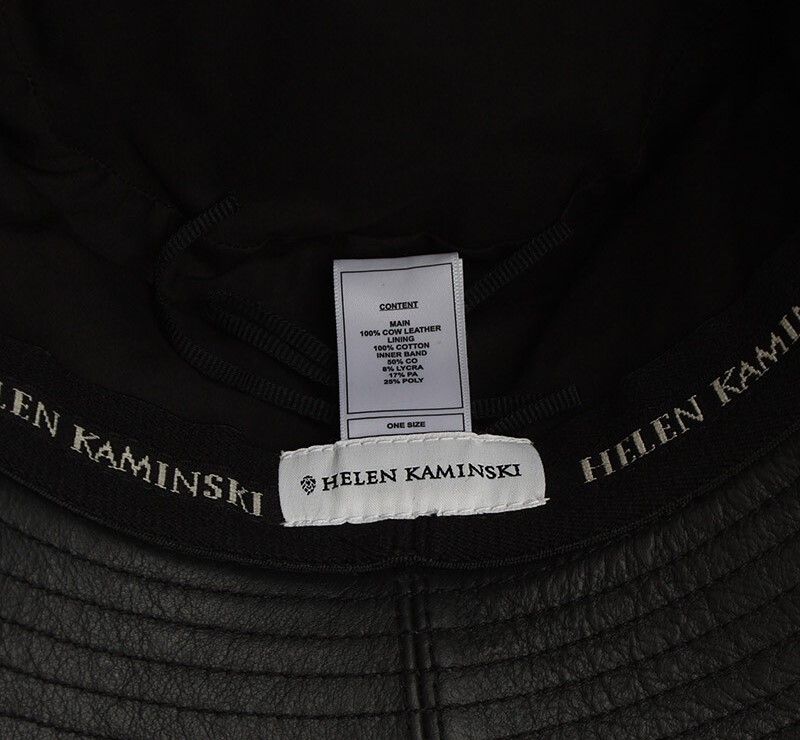 CONTENT
MAIN
100% COW LEATHER
LINING
100% COTTON
INNER BAND
50% CO
8% LYCRA
17% PA
25% POLY
ONE SIZE
LEN KAMINSKI
HELEN KAMINSKI
HELEN KAMINSKI